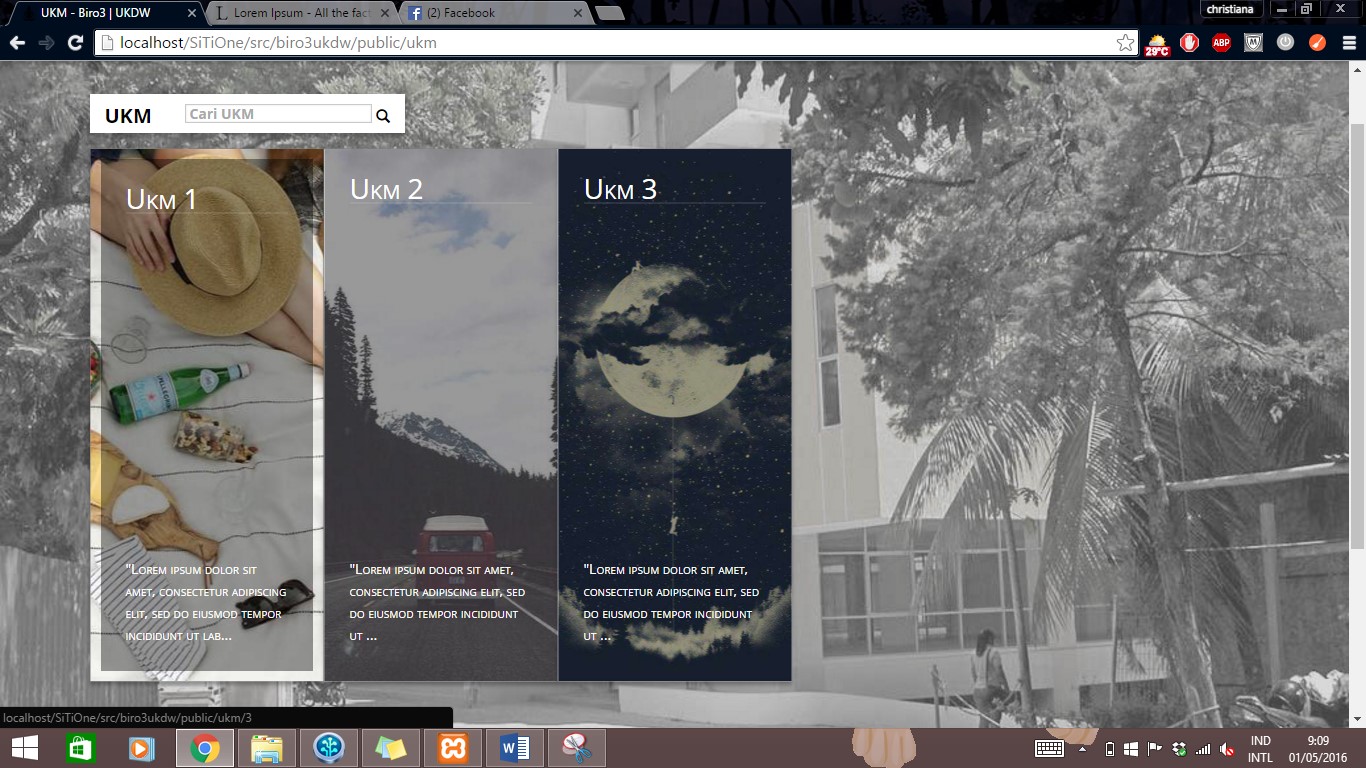 UKM - Biro3 | UKDW
Lorem Ipsum - All the fact
(2) Facebook
christiana
localhost/SiTiOne/src/biro3ukdw/public/ukm
29°C
ABP
UKM
Cari UKM
Ukm 1
Ukm 2
Ukm 3
"Lorem ipsum dolor sit
amet, consectetur adipiscing
elit, sed do eiusmod tempor
incididunt ut lab...
"Lorem ipsum dolor sit amet,
consectetur adipiscing elit, sed
do eiusmod tempor incididunt
ut ...
"Lorem ipsum dolor sit amet,
consectetur adipiscing elit, sed
do eiusmod tempor incididunt
ut ...
localhost/SiTiOne/src/biro3ukdw/public/ukm/3
IND
INTL
9:09
01/05/2016